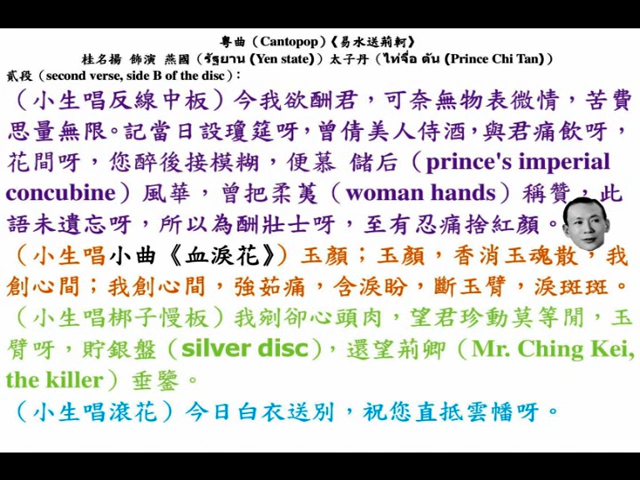 粵曲（Cantopop）《易水送荊軻》
桂名揚 飾演 燕國（รัฐยาน (Yen state)）太子丹（ไท่จื่อ ตัน (Prince Chi Tan)）
貳段（second verse, side B of the disc）：
（小生唱反線中板）今我欲酬君，可奈無物表微情，苦費
思量無限。記當日設瓊筵呀，曾倩美人侍酒，與君痛飲呀，
花間呀，您醉後接模糊，便慕 儲后（prince's imperial
concubine）風華，曾把柔荑（woman hands）稱贊，此
語未遺忘呀，所以為酬壯士呀，至有忍痛捨紅顏。
（小生唱小曲《血淚花》）玉顏；玉顏，香消玉魂散，我
創心間；我創心間，強茹痛，含淚盼，斷玉臂，淚斑斑。
（小生唱梆子慢板）我剜卻心頭肉，望君珍動莫等閒，玉
臂呀，貯銀盤（silver disc），還望荊卿（Mr. Ching Kei,
the killer）垂鑒。
（小生唱滾花）今日白衣送別，祝您直抵雲幡呀。